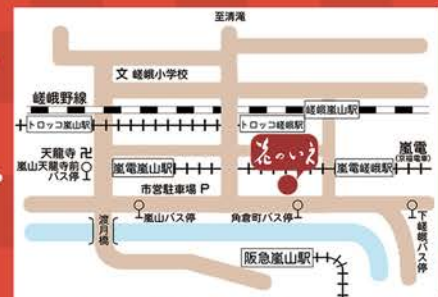 至清滝
文 嵯峨小学校
嵯峨野線
嵯峨嵐山駅
トロッコ嵐山駅
トロッコ嵯峨駅
花のいえ
嵐電
(京福電車)
天龍寺 卍
嵐山天龍寺前
バス停
嵐電嵐山駅
嵐電嵯峨駅
市営駐車場 P
渡月橋
嵐山バス停
角倉町バス停
下嵯峨バス停
阪急嵐山駅